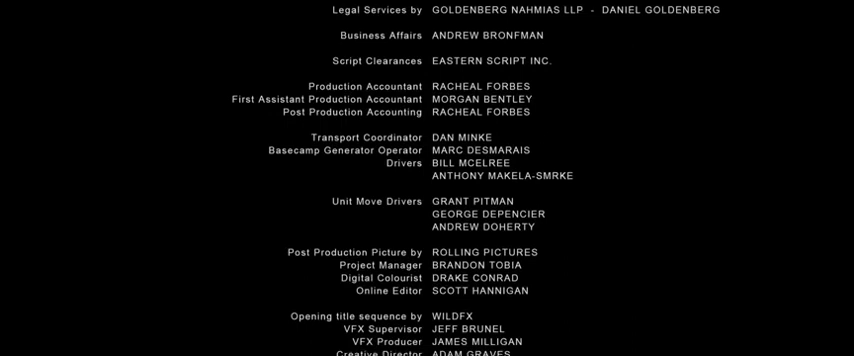 Legal Services by GOLDENBERG NAHMIAS LLP - DANIEL GOLDENBERG
Business Affairs ANDREW BRONFMAN
Script Clearances EASTERN SCRIPT INC.
Production Accountant RACHEAL FORBES
First Assistant Production Accountant MORGAN BENTLEY
Post Production Accounting RACHEAL FORBES
Transport Coordinator DAN MINKE
Basecamp Generator Operator MARC DESMARAIS
Drivers BILL MCELREE
ANTHONY MAKELA-SMRKE
Unit Move Drivers GRANT PITMAN
GEORGE DEPENCIER
ANDREW DOHERTY
Post Production Picture by ROLLING PICTURES
Project Manager BRANDON TOBIA
Digital Colourist DRAKE CONRAD
Online Editor SCOTT HANNIGAN
Opening title sequence by WILDFX
VFX Supervisor JEFF BRUNEL
VFX Producer JAMES MILLIGAN
Creative Director ADAM GRAVES